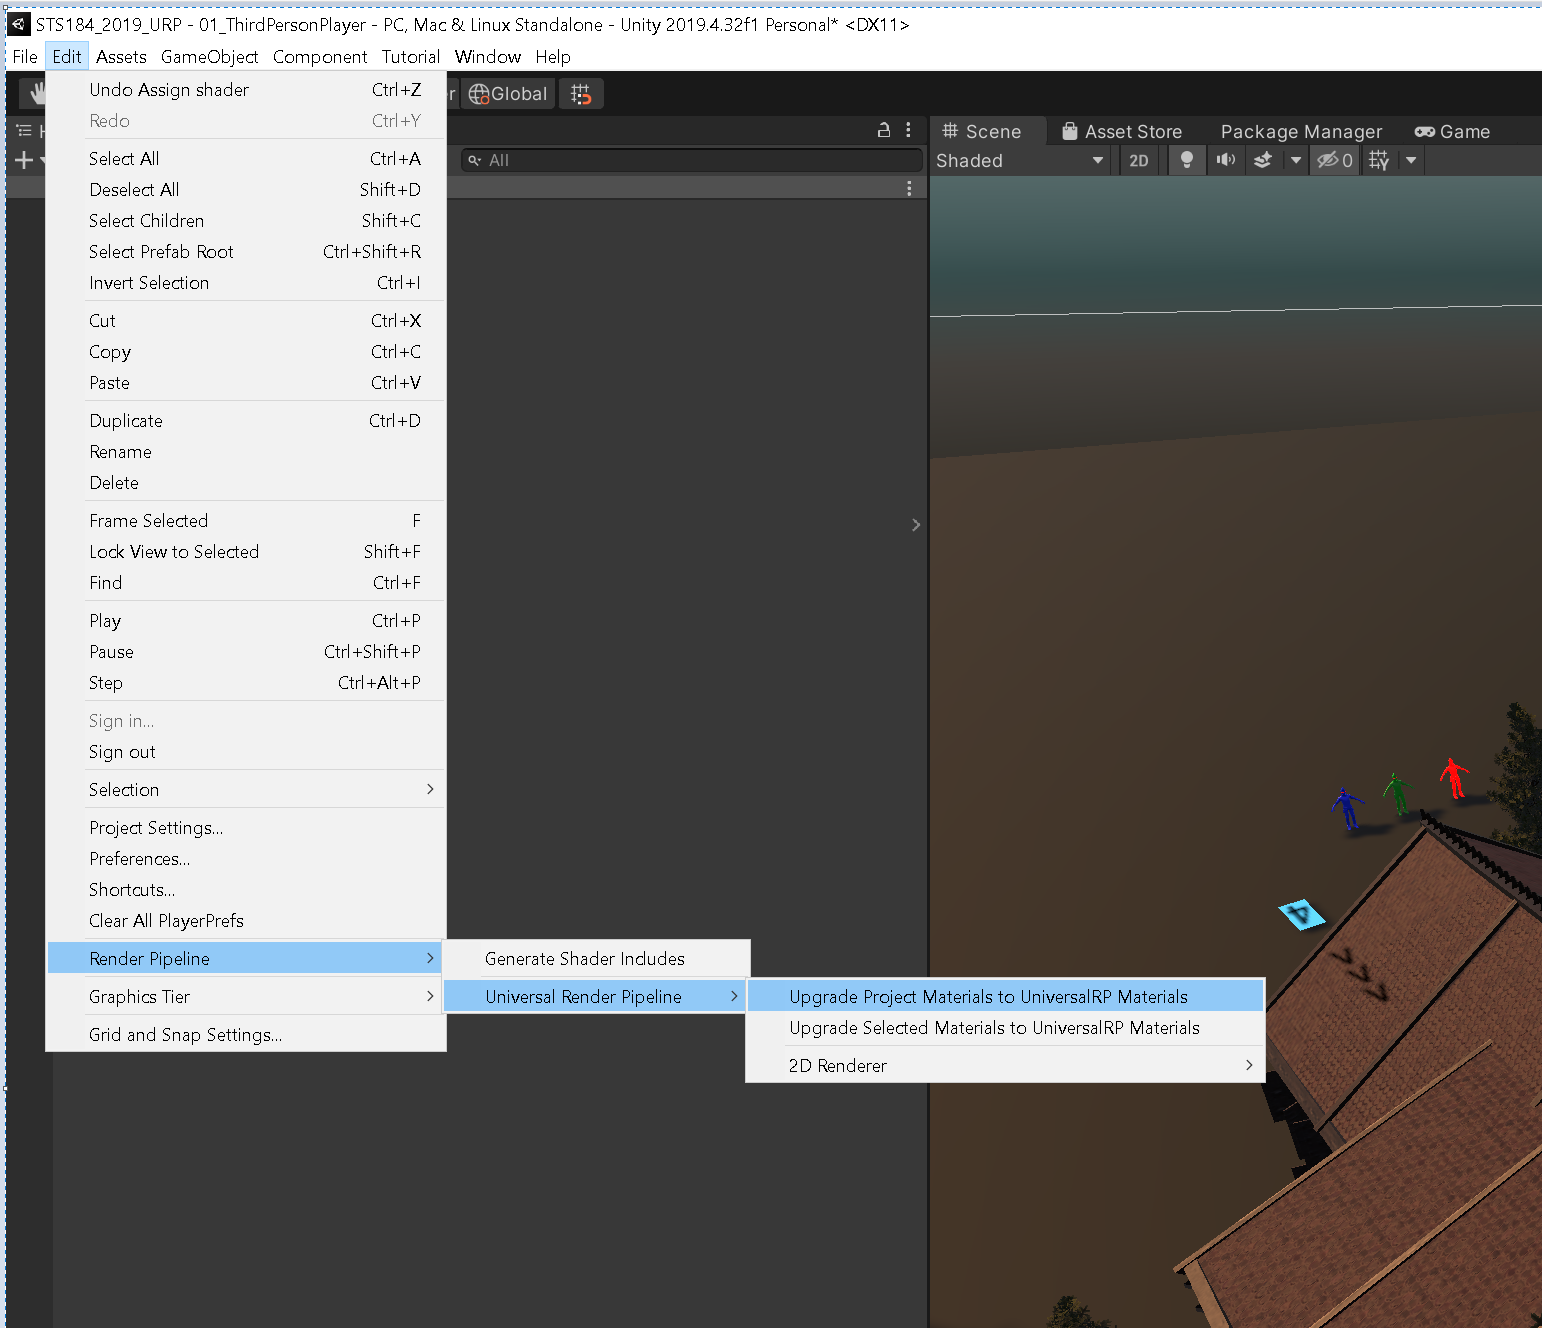 STS184_2019_URP - 01_ThirdPersonPlayer - PC, Mac & Linux Standalone - Unity 2019.4.32f1 Personal* <DX11>
File Edit Assets GameObject Component Tutorial Window Help
Undo Assign shader Ctrl+Z
r Global
Redo Ctrl+Y
Scene Asset Store Package Manager Game
Select All Ctrl+A
All
Shaded 2D 0
Deselect All Shift+D
Select Children Shift+C
Select Prefab Root Ctrl+Shift+R
Invert Selection Ctrl+I
Cut Ctrl+X
Copy Ctrl+C
Paste Ctrl+V
Duplicate Ctrl+D
Rename
Delete
Frame Selected F
Lock View to Selected Shift+F
Find Ctrl+F
Play Ctrl+P
Pause Ctrl+Shift+P
Step Ctrl+Alt+P
Sign in...
Sign out
Selection
Project Settings...
Preferences...
Shortcuts...
Clear All PlayerPrefs
Render Pipeline
Graphics Tier
Grid and Snap Settings...
Generate Shader Includes
Universal Render Pipeline
Upgrade Project Materials to UniversalRP Materials
Upgrade Selected Materials to UniversalRP Materials
2D Renderer